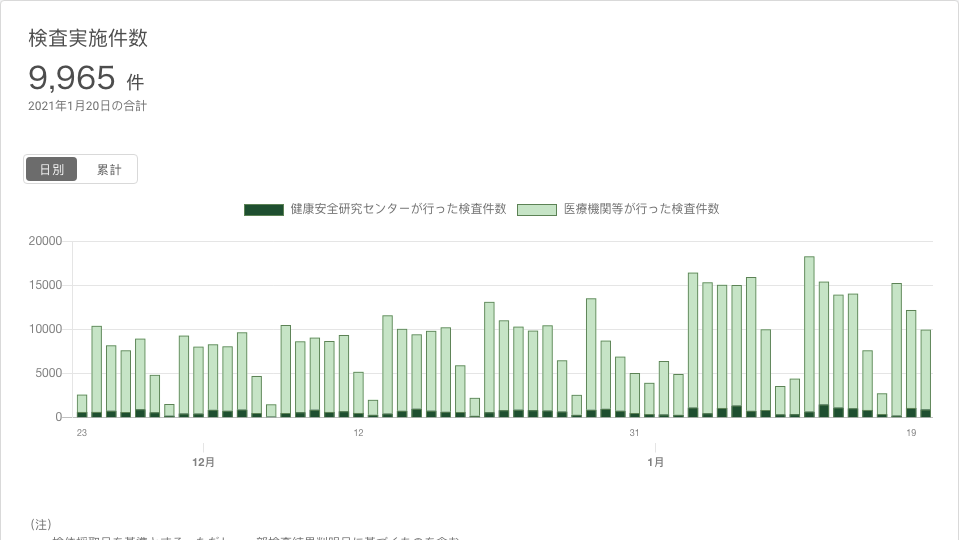 検査実施件数
9,965 件
2021年1月20日の合計
日別 累計
健康安全研究センターが行った検査件数 医療機関等が行った検査件数
20000
15000
10000
5000
0
23 12 31 19
12月 1月
(注)